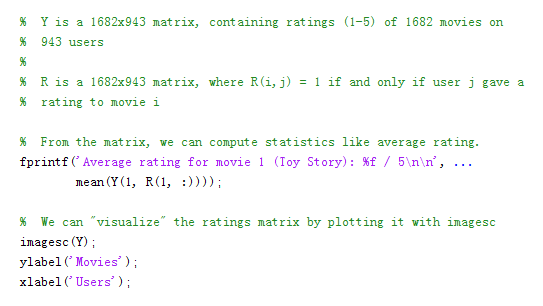 % Y is a 1682x943 matrix, containing ratings (1-5) of 1682 movies on
% 943 users
%
% R is a 1682x943 matrix, where R(i,j) = 1 if and only if user j gave a
% rating to movie i
% From the matrix, we can compute statistics like average rating.
fprintf('Average rating for movie 1 (Toy Story): %f / 5\n\n', ...
mean(Y(1, R(1, :))));
% We can "visualize" the ratings matrix by plotting it with imagesc
imagesc(Y);
ylabel('Movies');
xlabel('Users');